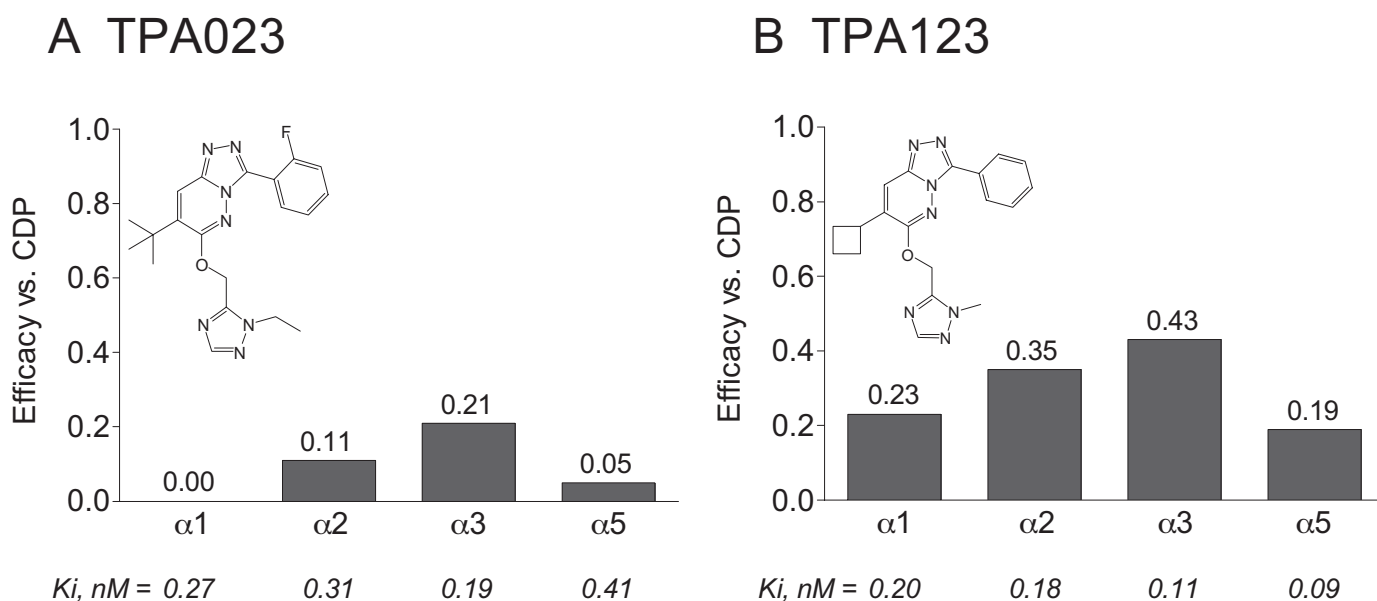 A TPA023
B TPA123
Efficacy vs. CDP
1.0
0.8
0.6
0.4
0.2
0.0
N
N
F
N
N
O
N
N
N
0.00
0.11
0.21
0.05
α1 α2 α3 α5
Ki, nM = 0.27 0.31 0.19 0.41
Efficacy vs. CDP
1.0
0.8
0.6
0.4
0.2
0.0
N
N
N
N
O
N
N
N
0.23
0.35
0.43
0.19
α1 α2 α3 α5
Ki, nM = 0.20 0.18 0.11 0.09